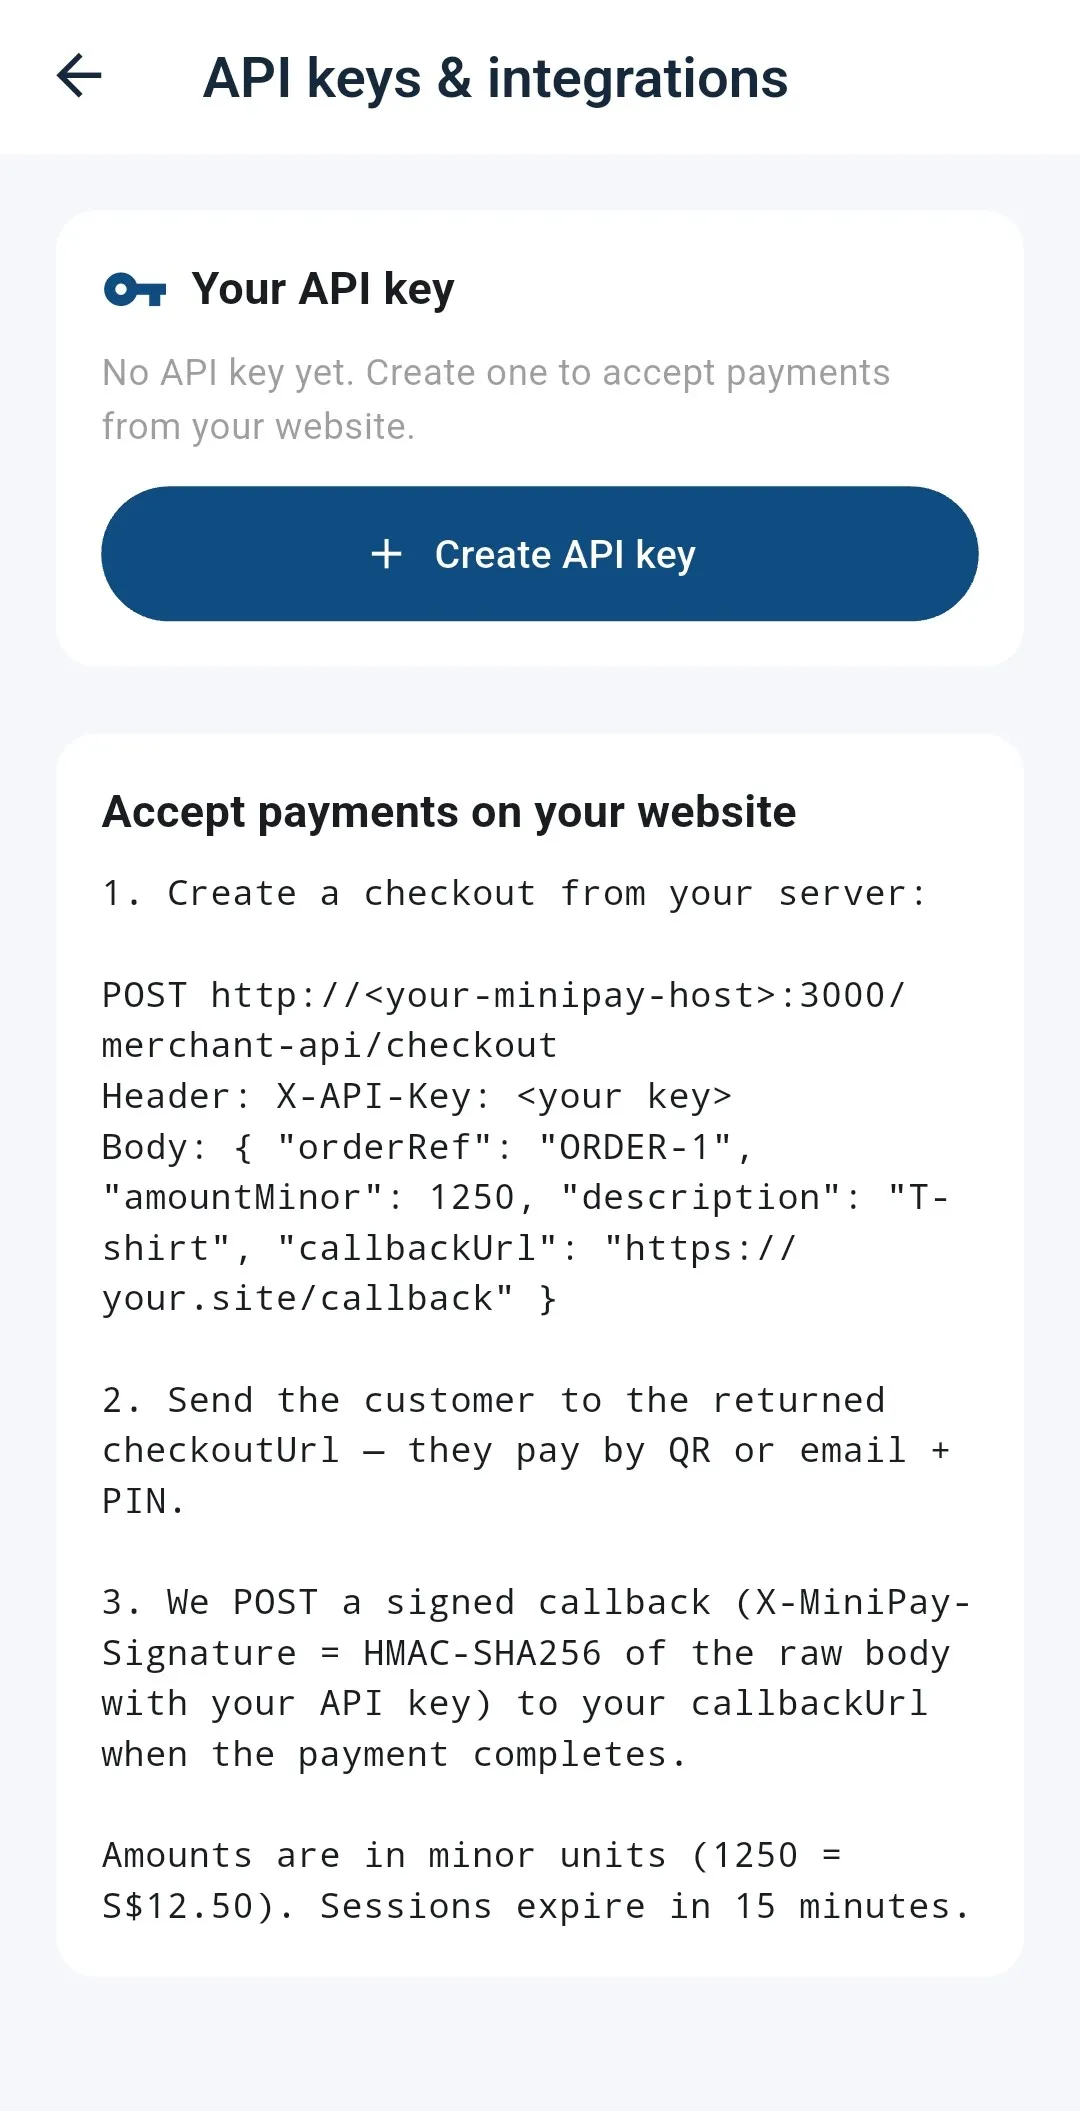 API keys & integrations
Your API key
No API key yet. Create one to accept payments
from your website.
+ Create API key
Accept payments on your website
1. Create a checkout from your server:
POST http://<your-minipay-host>:3000/
merchant-api/checkout
Header: X-API-Key: <your key>
Body: { "orderRef": "ORDER-1",
"amountMinor": 1250, "description": "T-
shirt", "callbackUrl": "https://
your.site/callback" }
2. Send the customer to the returned
checkoutUrl — they pay by QR or email +
PIN.
3. We POST a signed callback (X-MiniPay-
Signature = HMAC-SHA256 of the raw body
with your API key) to your callbackUrl
when the payment completes.
Amounts are in minor units (1250 =
S$12.50). Sessions expire in 15 minutes.